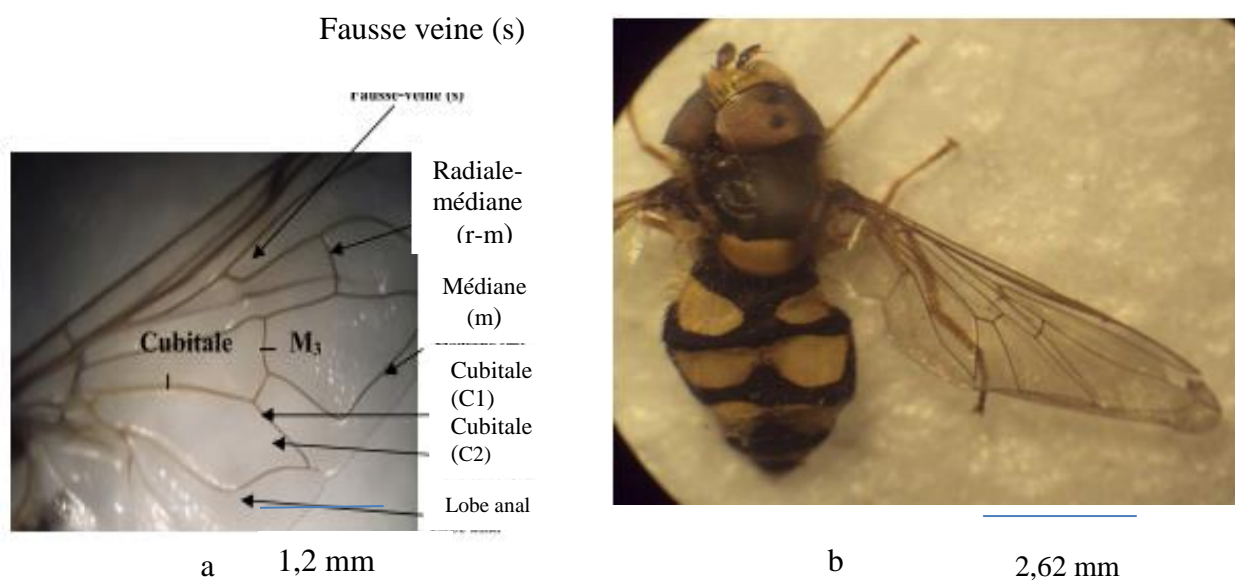 Fausse veine (s)
Fausse-veine (s)
Radiale-
médiane
(r-m)
Médiane
(m)
Cubitale
M₃
Cubitale
(C1)
Cubitale
(C2)
Lobe anal
a
1,2 mm
b
2,62 mm